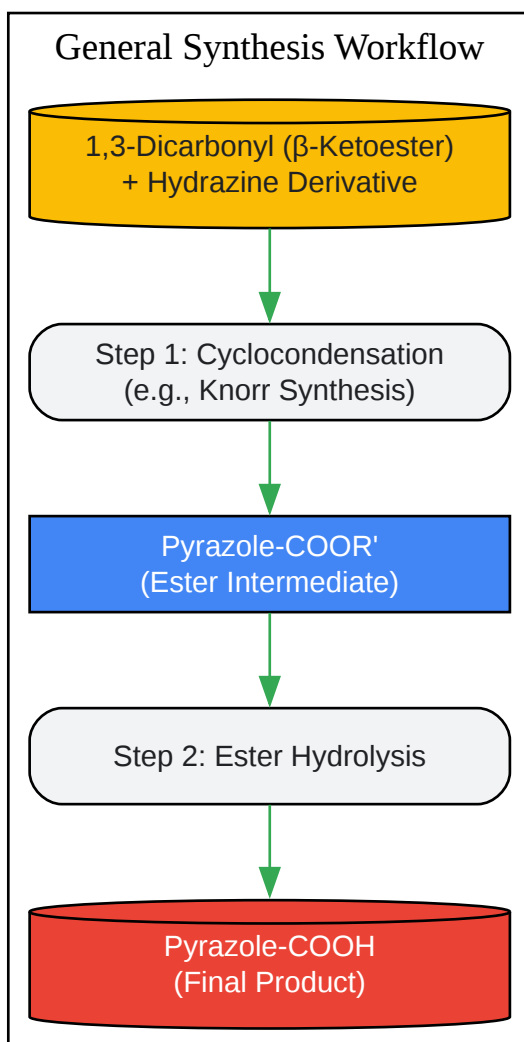 General Synthesis Workflow
1,3-Dicarbonyl (β-Ketoester)
+ Hydrazine Derivative
Step 1: Cyclocondensation
(e.g., Knorr Synthesis)
Pyrazole-COOR'
(Ester Intermediate)
Step 2: Ester Hydrolysis
Pyrazole-COOH
(Final Product)